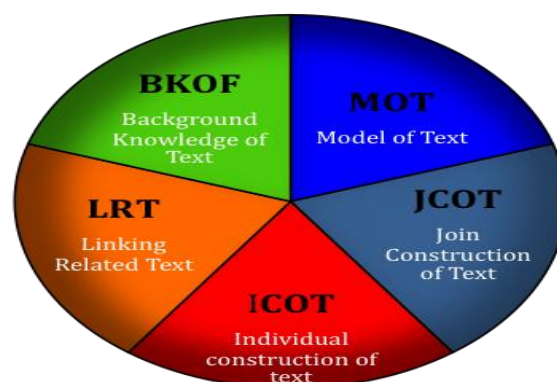 BKOF
Background
Knowledge of
Text
MOT
Model of Text
JCOT
Join
Construction
of Text
ICOT
Individual
construction of
text
LRT
Linking
Related Text